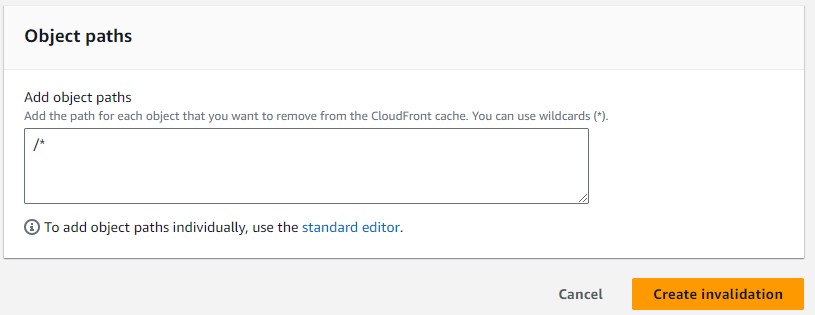 Object paths
Add object paths
Add the path for each object that you want to remove from the CloudFront cache. You can use wildcards (*).
/*
To add object paths individually, use the standard editor.
Cancel
Create invalidation